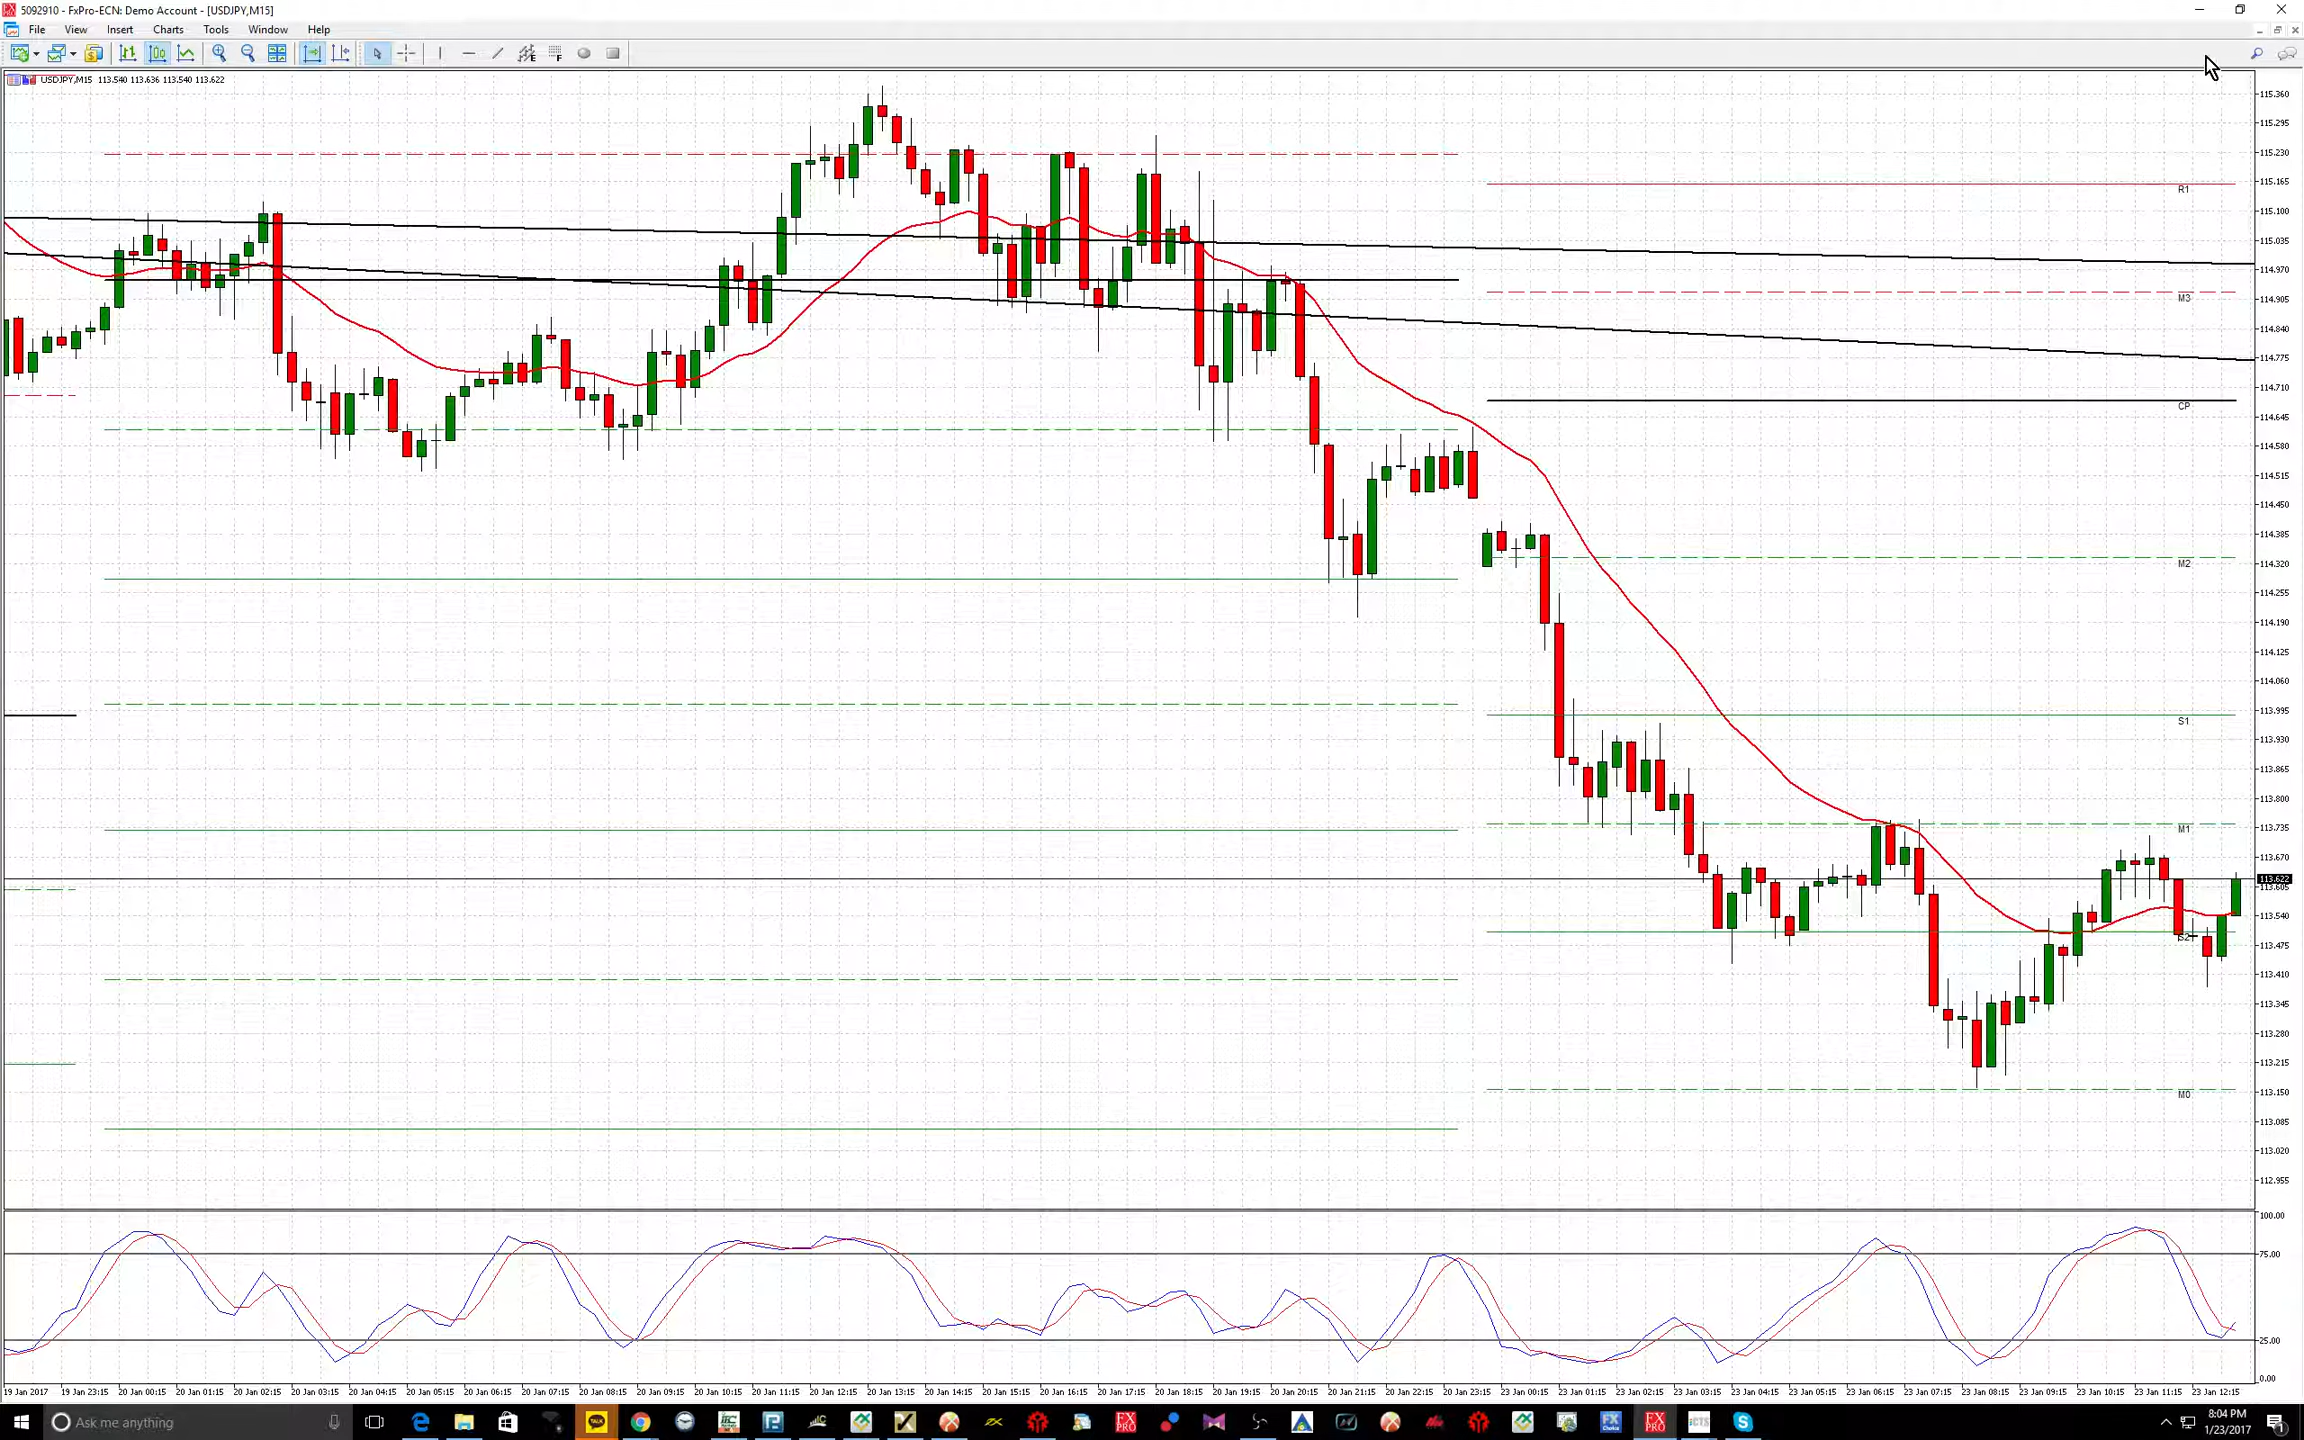 5092910 - FxPro-ECN: Demo Account - [USDJPY,M15]
File View Insert Charts Tools Window Help
USDJPY,M15 113.540 113.636 113.540 113.622
115.360
115.295
115.230
115.165
R1
115.100
115.035
114.970
114.905
M3
114.840
114.775
114.710
CP
114.645
114.580
114.515
114.450
114.385
114.320
M2
114.255
114.190
114.125
114.060
113.995
S1
113.930
113.865
113.800
113.735
M1
113.670
113.622
113.605
113.540
S2
113.475
113.410
113.345
113.280
113.215
113.150
M0
113.085
113.020
112.955
100.00
75.00
25.00
0.00
19 Jan 2017 19 Jan 23:15 20 Jan 00:15 20 Jan 01:15 20 Jan 02:15 20 Jan 03:15 20 Jan 04:15 20 Jan 05:15 20 Jan 06:15 20 Jan 07:15 20 Jan 08:15 20 Jan 09:15 20 Jan 10:15 20 Jan 11:15 20 Jan 12:15 20 Jan 13:15 20 Jan 14:15 20 Jan 15:15 20 Jan 16:15 20 Jan 17:15 20 Jan 18:15 20 Jan 19:15 20 Jan 20:15 20 Jan 21:15 20 Jan 22:15 20 Jan 23:15 23 Jan 00:15 23 Jan 01:15 23 Jan 02:15 23 Jan 03:15 23 Jan 04:15 23 Jan 05:15 23 Jan 06:15 23 Jan 07:15 23 Jan 08:15 23 Jan 09:15 23 Jan 10:15 23 Jan 11:15 23 Jan 12:15
Ask me anything
TALK
FX PRO
FX Choice
FX PRO
CTS
8:04 PM
1/23/2017